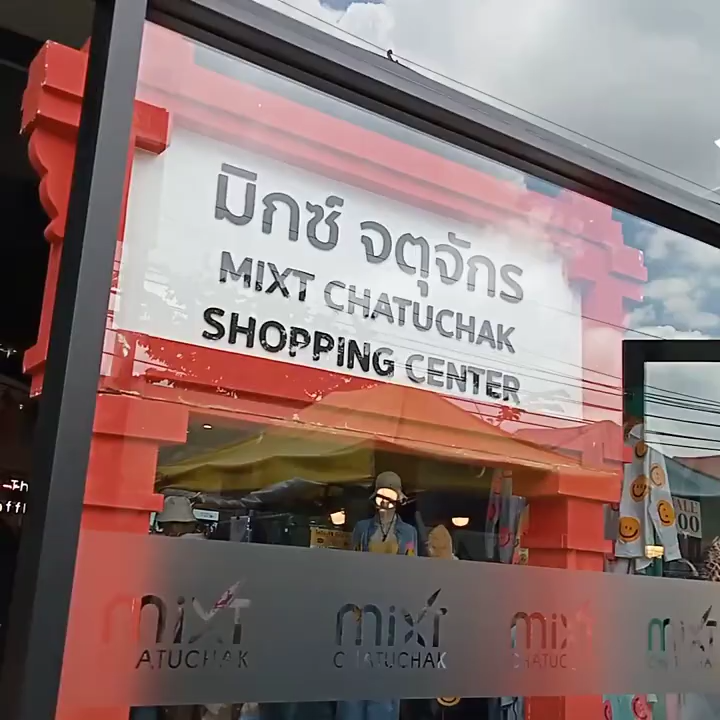 มิกซ์ จตุจักร
MIXT CHATUCHAK
SHOPPING CENTER
mixt mixt mixt mixt
ATUCHAK CHATUCHAK CHATUC